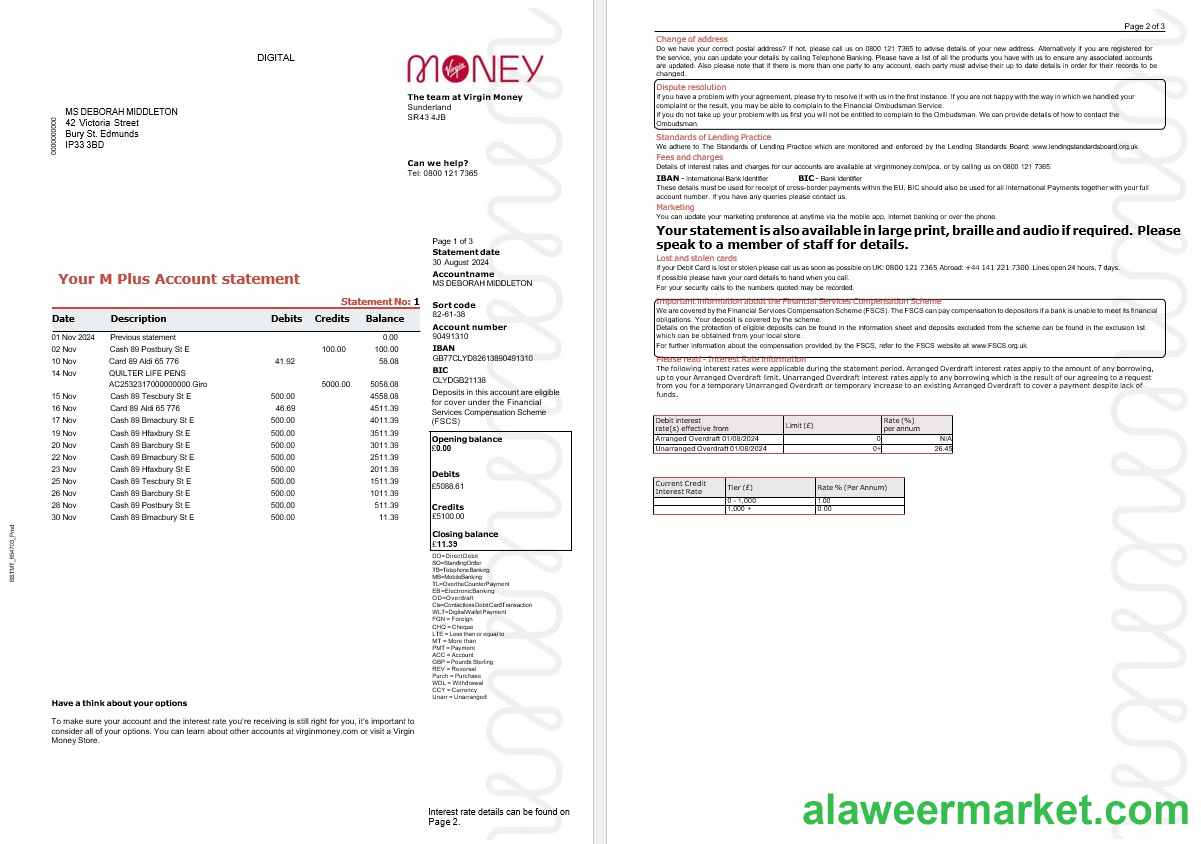 DIGITAL
MONEY
Virgin
The team at Virgin Money
Sunderland
SR43 4JB
0000000000
MS DEBORAH MIDDLETON
42 Victoria Street
Bury St. Edmunds
IP33 3BD
Can we help?
Tel: 0800 121 7365
Page 1 of 3
Statement date
30 August 2024
Accountname
MS DEBORAH MIDDLETON
Sort code
82-61-38
Account number
90491310
IBAN
GB77CLYD82613890491310
BIC
CLYDGB21138
Deposits in this account are eligible
for cover under the Financial
Services Compensation Scheme
(FSCS)
Your M Plus Account statement
Statement No: 1
Date Description Debits Credits Balance
01 Nov 2024 Previous statement 0.00
02 Nov Cash 89 Postbury St E 100.00 100.00
10 Nov Card 89 Aldi 65 776 41.92 58.08
14 Nov QUILTER LIFE PENS
AC2532317000000000.Giro 5000.00 5058.08
15 Nov Cash 89 Tescbury St E 500.00 4558.08
16 Nov Card 89 Aldi 65 776 46.69 4511.39
17 Nov Cash 89 Bmacbury St E 500.00 4011.39
19 Nov Cash 89 Hfaxbury St E 500.00 3511.39
20 Nov Cash 89 Barcbury St E 500.00 3011.39
22 Nov Cash 89 Bmacbury St E 500.00 2511.39
23 Nov Cash 89 Hfaxbury St E 500.00 2011.39
25 Nov Cash 89 Tescbury St E 500.00 1511.39
26 Nov Cash 89 Barcbury St E 500.00 1011.39
28 Nov Cash 89 Postbury St E 500.00 511.39
30 Nov Cash 89 Bmacbury St E 500.00 11.39
Opening balance
£0.00
Debits
£5088.61
Credits
£5100.00
Closing balance
£11.39
DD=DirectDebit
SO=StandingOrder
TB=TelephoneBanking
MB=MobileBanking
TL=OvertheCounterPayment
EB=ElectronicBanking
OD=Overdraft
Cls=ContactlessDebitCardTransaction
WLT=DigitalWalletPayment
FGN = Foreign
CHQ = Cheque
LTE = Less than or equal to
MT = More than
PMT = Payment
ACC = Account
GBP = Pounds Sterling
REV = Reversal
Purch = Purchase
WDL = Withdrawal
CCY = Currency
Unarr = Unarranged
Have a think about your options
To make sure your account and the interest rate you're receiving is still right for you, it's important to
consider all of your options. You can learn about other accounts at virginmoney.com or visit a Virgin
Money Store.
Interest rate details can be found on
Page 2.
Page 2 of 3
Change of address
Do we have your correct postal address? If not, please call us on 0800 121 7365 to advise details of your new address. Alternatively if you are registered for
the service, you can update your details by calling Telephone Banking. Please have a list of all the products you have with us to ensure any associated accounts
are updated. Also please note that if there is more than one party to any account, each party must advise their up to date details in order for their records to be
changed.
Dispute resolution
If you have a problem with your agreement, please try to resolve it with us in the first instance. If you are not happy with the way in which we handled your
complaint or the result, you may be able to complain to the Financial Ombudsman Service.
If you do not take up your problem with us first you will not be entitled to complain to the Ombudsman. We can provide details of how to contact the
Ombudsman.
Standards of Lending Practice
We adhere to The Standards of Lending Practice which are monitored and enforced by the Lending Standards Board: www.lendingstandardsboard.org.uk
Fees and charges
Details of interest rates and charges for our accounts are available at virginmoney.com/pca, or by calling us on 0800 121 7365.
IBAN - International Bank Identifier BIC - Bank Identifier
These details must be used for receipt of cross-border payments within the EU, BIC should also be used for all International Payments together with your full
account number. If you have any queries please contact us.
Marketing
You can update your marketing preference at anytime via the mobile app, internet banking or over the phone.
Your statement is also available in large print, braille and audio if required. Please
speak to a member of staff for details.
Lost and stolen cards
If your Debit Card is lost or stolen please call us as soon as possible on UK: 0800 121 7365 Abroad: +44 141 221 7300. Lines open 24 hours, 7 days.
If possible please have your card details to hand when you call.
For your security calls to the numbers quoted may be recorded.
Important information about the Financial Services Compensation Scheme
We are covered by the Financial Services Compensation Scheme (FSCS). The FSCS can pay compensation to depositors if a bank is unable to meet its financial
obligations. Your deposit is covered by the scheme.
Details on the protection of eligible deposits can be found in the information sheet and deposits excluded from the scheme can be found in the exclusion list
which can be obtained from your local store.
For further information about the compensation provided by the FSCS, refer to the FSCS website at www.FSCS.org.uk
Please read - Interest Rate Information
The following interest rates were applicable during the statement period. Arranged Overdraft interest rates apply to the amount of any borrowing,
up to your Arranged Overdraft limit, Unarranged Overdraft interest rates apply to any borrowing which is the result of our agreeing to a request
from you for a temporary Unarranged Overdraft or temporary increase to an existing Arranged Overdraft to cover a payment despite lack of
funds.
Debit interest
rate(s) effective from Limit (£) Rate (%)
per annum
Arranged Overdraft 01/08/2024 0 N/A
Unarranged Overdraft 01/08/2024 0+ 26.45
Current Credit
Interest Rate Tier (£) Rate % (Per Annum)
0 - 1,000 1.00
1,000 + 0.00
alaweermarket.com